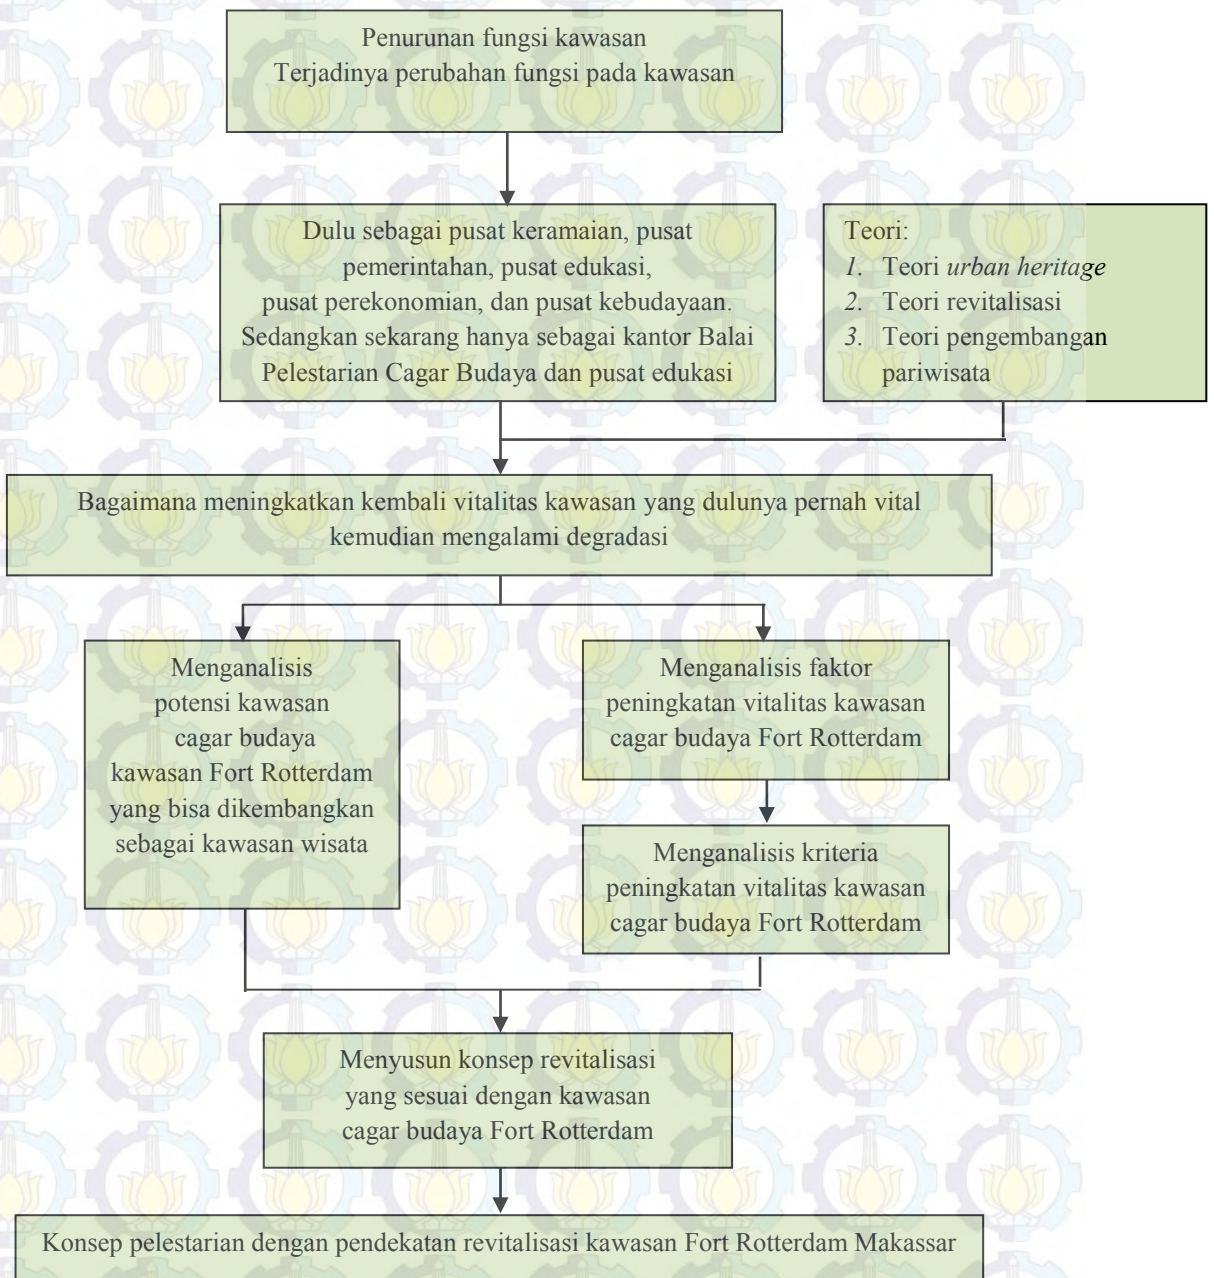 Penurunan fungsi kawasan
Terjadinya perubahan fungsi pada kawasan
Dulu sebagai pusat keramaian, pusat
pemerintahan, pusat edukasi,
pusat perekonomian, dan pusat kebudayaan.
Sedangkan sekarang hanya sebagai kantor Balai
Pelestarian Cagar Budaya dan pusat edukasi
Teori:
1. Teori urban heritage
2. Teori revitalisasi
3. Teori pengembangan
pariwisata
Bagaimana meningkatkan kembali vitalitas kawasan yang dulunya pernah vital
kemudian mengalami degradasi
Menganalisis
potensi kawasan
cagar budaya
kawasan Fort Rotterdam
yang bisa dikembangkan
sebagai kawasan wisata
Menganalisis faktor
peningkatan vitalitas kawasan
cagar budaya Fort Rotterdam
Menganalisis kriteria
peningkatan vitalitas kawasan
cagar budaya Fort Rotterdam
Menyusun konsep revitalisasi
yang sesuai dengan kawasan
cagar budaya Fort Rotterdam
Konsep pelestarian dengan pendekatan revitalisasi kawasan Fort Rotterdam Makassar